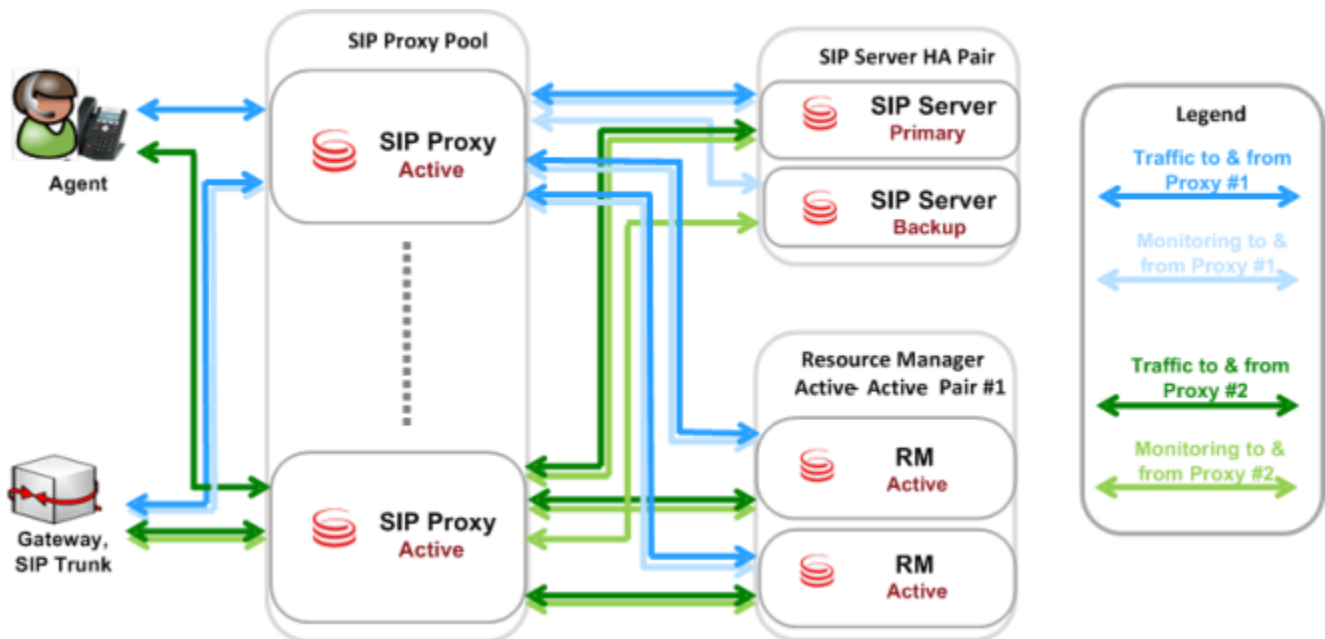 SIP Proxy Pool
SIP Proxy
Active
SIP Proxy
Active
Agent
Gateway,
SIP Trunk
SIP Server HA Pair
SIP Server
Primary
SIP Server
Backup
Resource Manager
Active- Active Pair #1
RM
Active
RM
Active
Legend
Traffic to & from
Proxy #1
Monitoring to &
from Proxy #1
Traffic to & from
Proxy #2
Monitoring to &
from Proxy #2